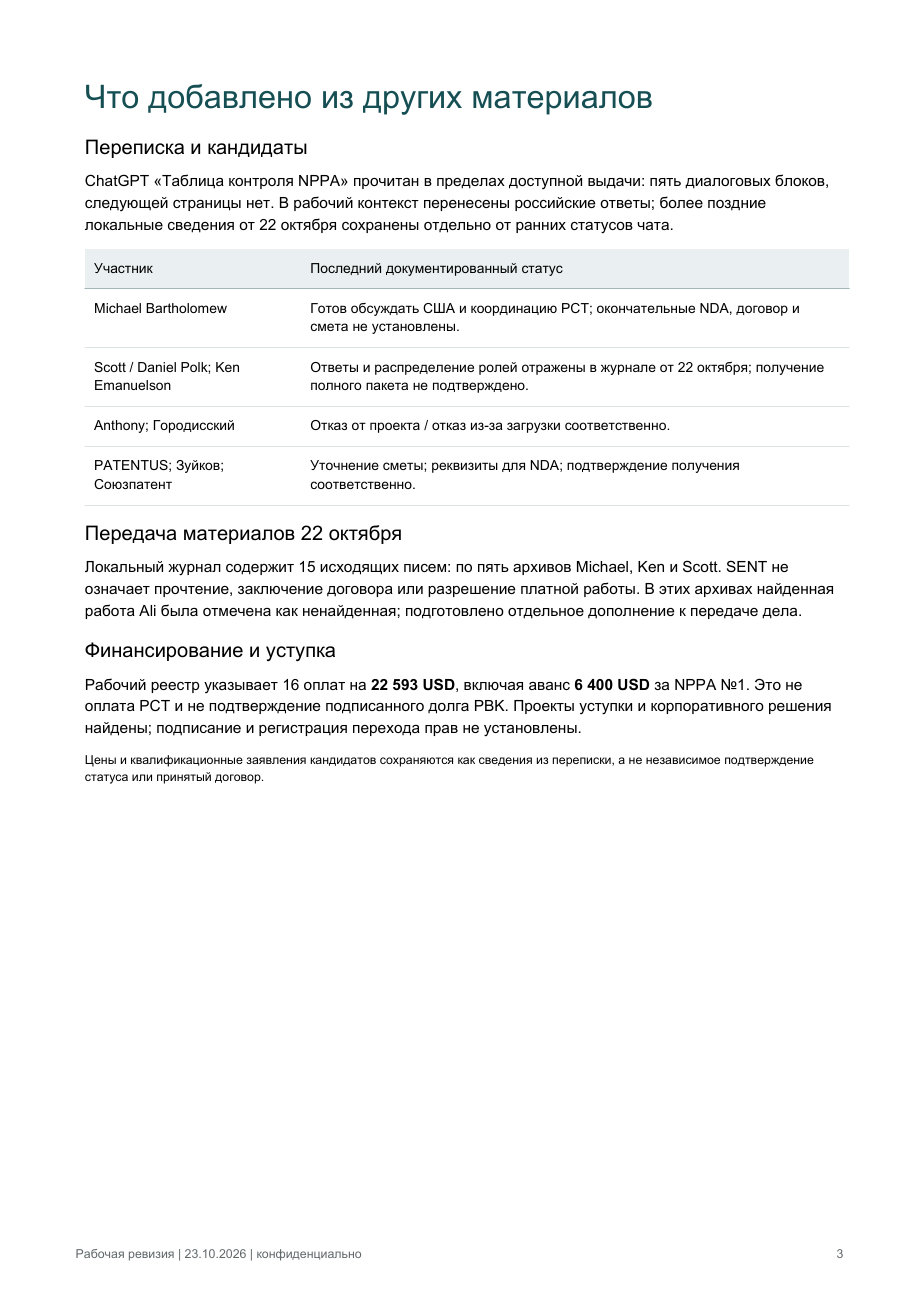 Что добавлено из других материалов
Переписка и кандидаты
ChatGPT «Таблица контроля NPPA» прочитан в пределах доступной выдачи: пять диалоговых блоков,
следующей страницы нет. В рабочий контекст перенесены российские ответы; более поздние
локальные сведения от 22 октября сохранены отдельно от ранних статусов чата.
Участник Последний документированный статус
Michael Bartholomew Готов обсуждать США и координацию PCT; окончательные NDA, договор и
смета не установлены.
Scott / Daniel Polk; Ken Ответы и распределение ролей отражены в журнале от 22 октября; получение
Emanuelson полного пакета не подтверждено.
Anthony; Городисский Отказ от проекта / отказ из-за загрузки соответственно.
PATENTUS; Зуйков; Уточнение сметы; реквизиты для NDA; подтверждение получения
Союзпатент соответственно.
Передача материалов 22 октября
Локальный журнал содержит 15 исходящих писем: по пять архивов Michael, Ken и Scott. SENT не
означает прочтение, заключение договора или разрешение платной работы. В этих архивах найденная
работа Ali была отмечена как ненайденная; подготовлено отдельное дополнение к передаче дела.
Финансирование и уступка
Рабочий реестр указывает 16 оплат на 22 593 USD, включая аванс 6 400 USD за NPPA №1. Это не
оплата PCT и не подтверждение подписанного долга PBK. Проекты уступки и корпоративного решения
найдены; подписание и регистрация перехода прав не установлены.
Цены и квалификационные заявления кандидатов сохраняются как сведения из переписки, а не независимое подтверждение
статуса или принятый договор.
Рабочая ревизия | 23.10.2026 | конфиденциально 3